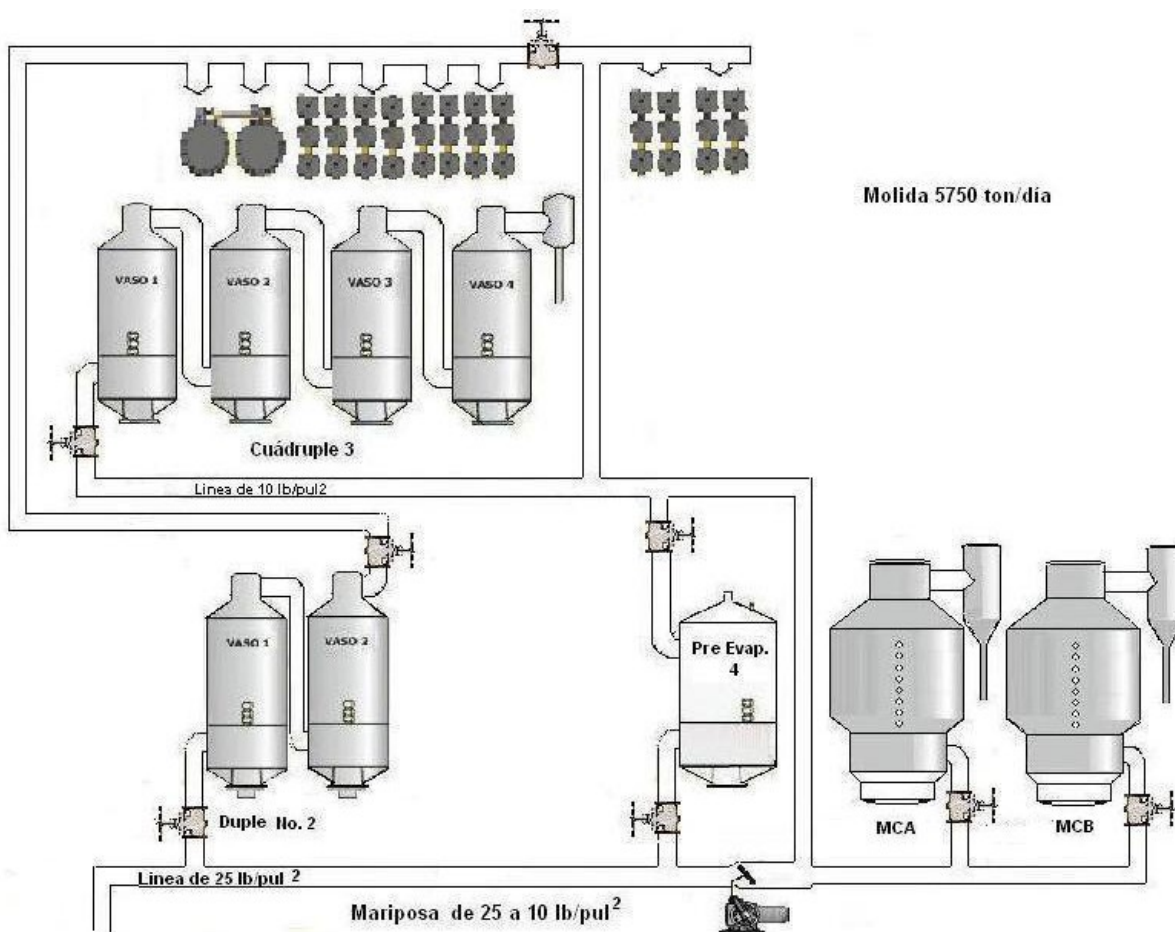 Molida 5750 ton/día
VASO 1
VASO 2
VASO 3
VASO 4
Cuádruple 3
Linea de 10 lb/pul2
VASO 1
VASO 2
Pre Evap.
4
Duple No. 2
MCA
MCB
Linea de 25 lb/pul 2
Mariposa de 25 a 10 lb/pul2